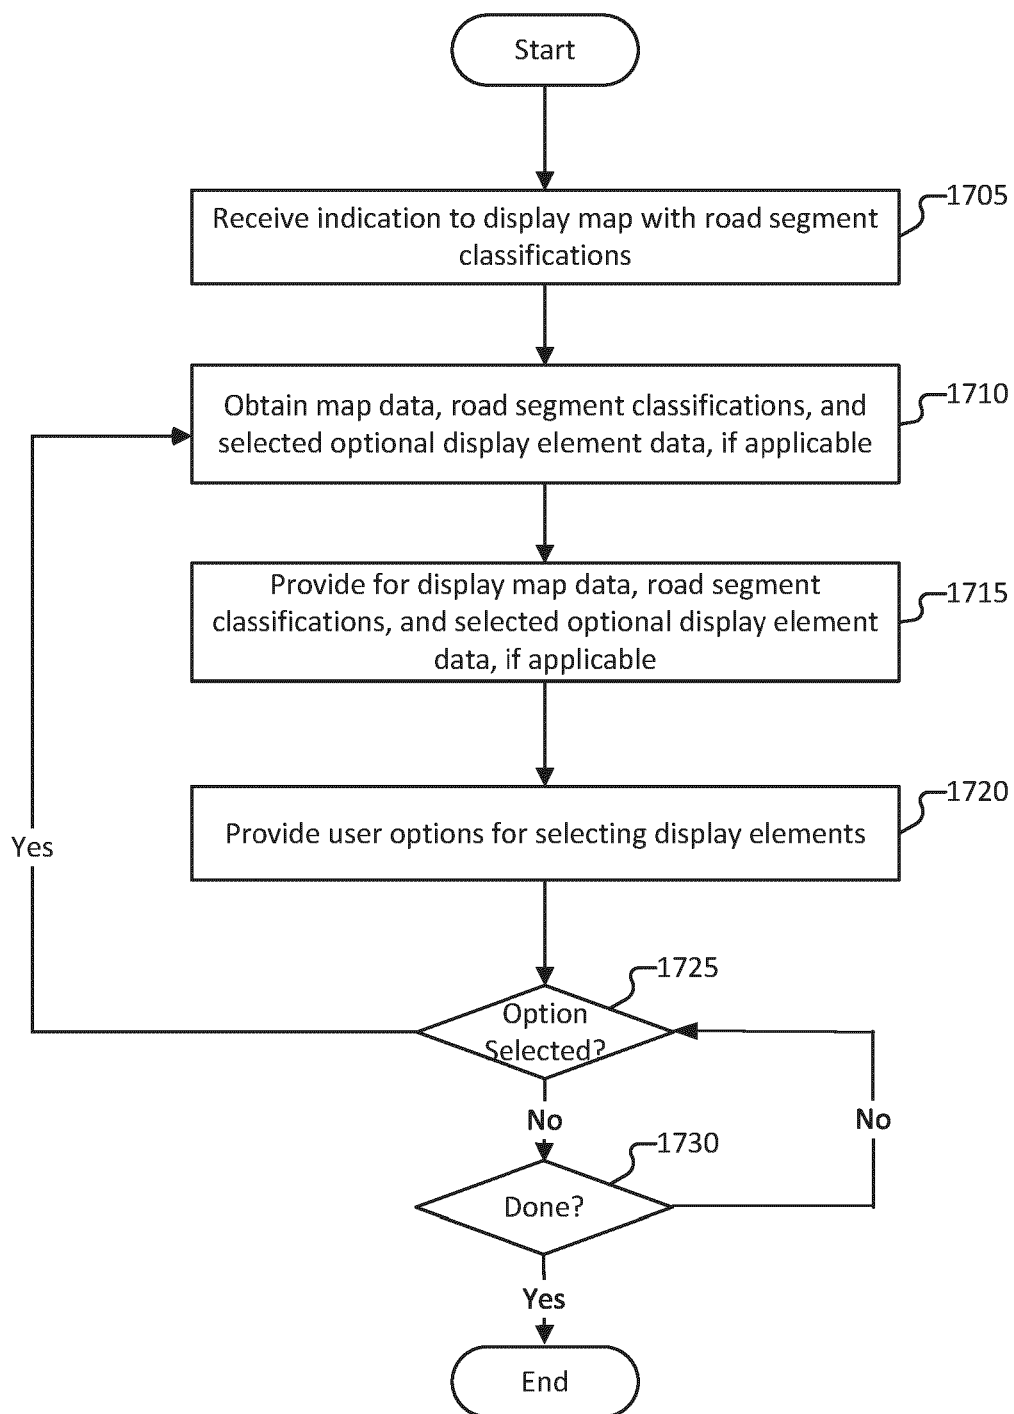 Start
1705
Receive indication to display map with road segment
classifications
1710
Obtain map data, road segment classifications, and
selected optional display element data, if applicable
1715
Provide for display map data, road segment
classifications, and selected optional display element
data, if applicable
1720
Provide user options for selecting display elements
Yes
1725
Option
Selected?
No
No
1730
Done?
Yes
End